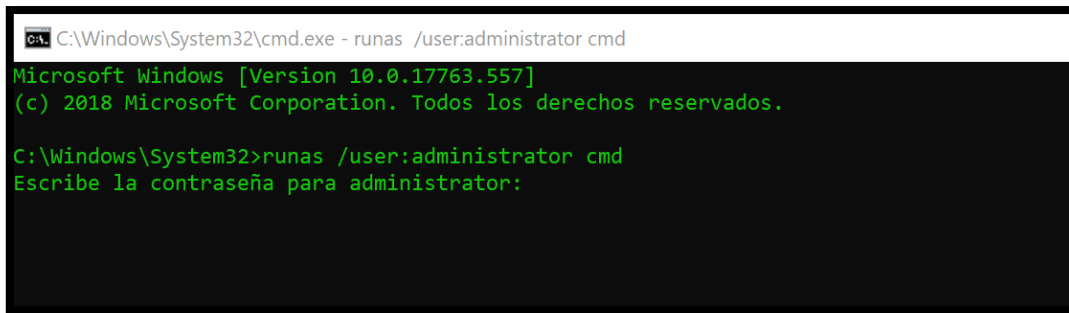 C:\Windows\System32\cmd.exe - runas  /user:administrator cmd
Microsoft Windows [Version 10.0.17763.557]
(c) 2018 Microsoft Corporation. Todos los derechos reservados.
C:\Windows\System32>runas /user:administrator cmd
Escribe la contraseña para administrator: